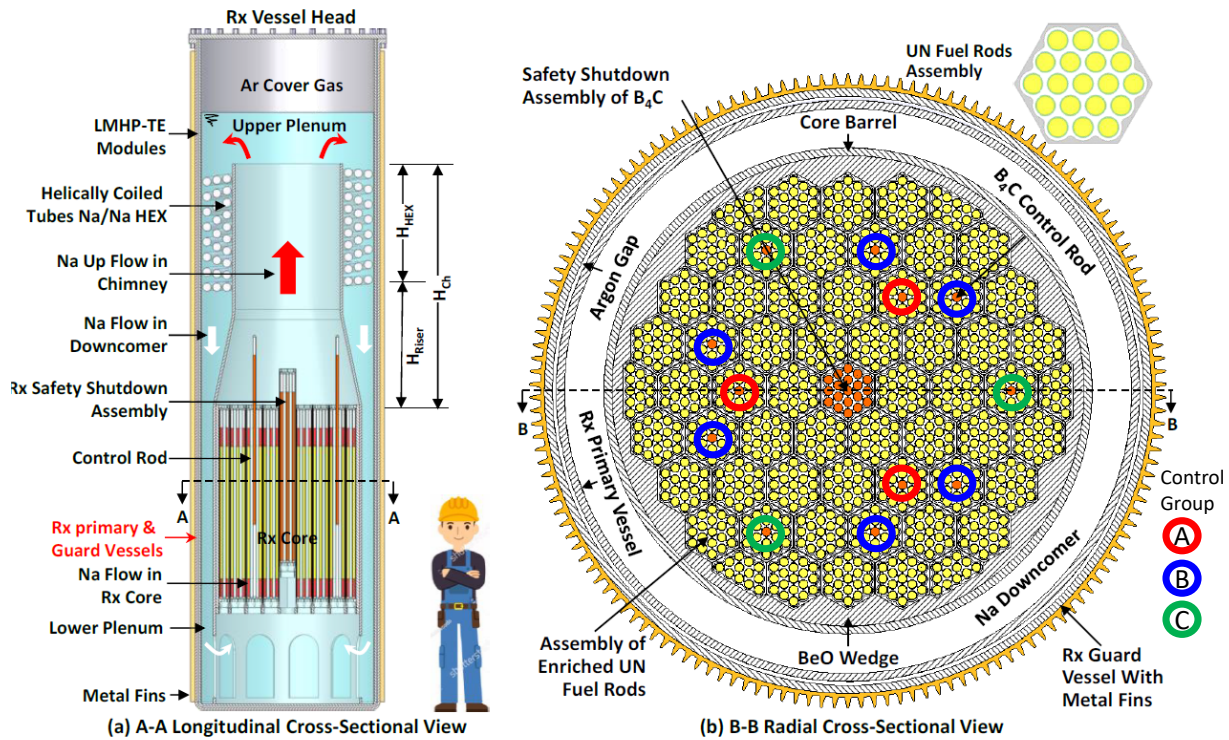 Rx Vessel Head
Ar Cover Gas
LMHP-TE
Modules
Upper Plenum
Helically Coiled
Tubes Na/Na HEX
Na Up Flow in
Chimney
Na Flow in
Downcomer
Rx Safety Shutdown
Assembly
Control Rod
Rx primary &
Guard Vessels
Na Flow in
Rx Core
Lower Plenum
Metal Fins
H_HEX
H_Ch
H_Riser
A
A
Rx Core
(a) A-A Longitudinal Cross-Sectional View
Safety Shutdown
Assembly of B₄C
UN Fuel Rods
Assembly
Core Barrel
B₄C Control Rod
Argon Gap
Rx Primary Vessel
Na Downcomer
B
B
Control
Group
A
B
C
Assembly of
Enriched UN
Fuel Rods
BeO Wedge
Rx Guard
Vessel With
Metal Fins
(b) B-B Radial Cross-Sectional View